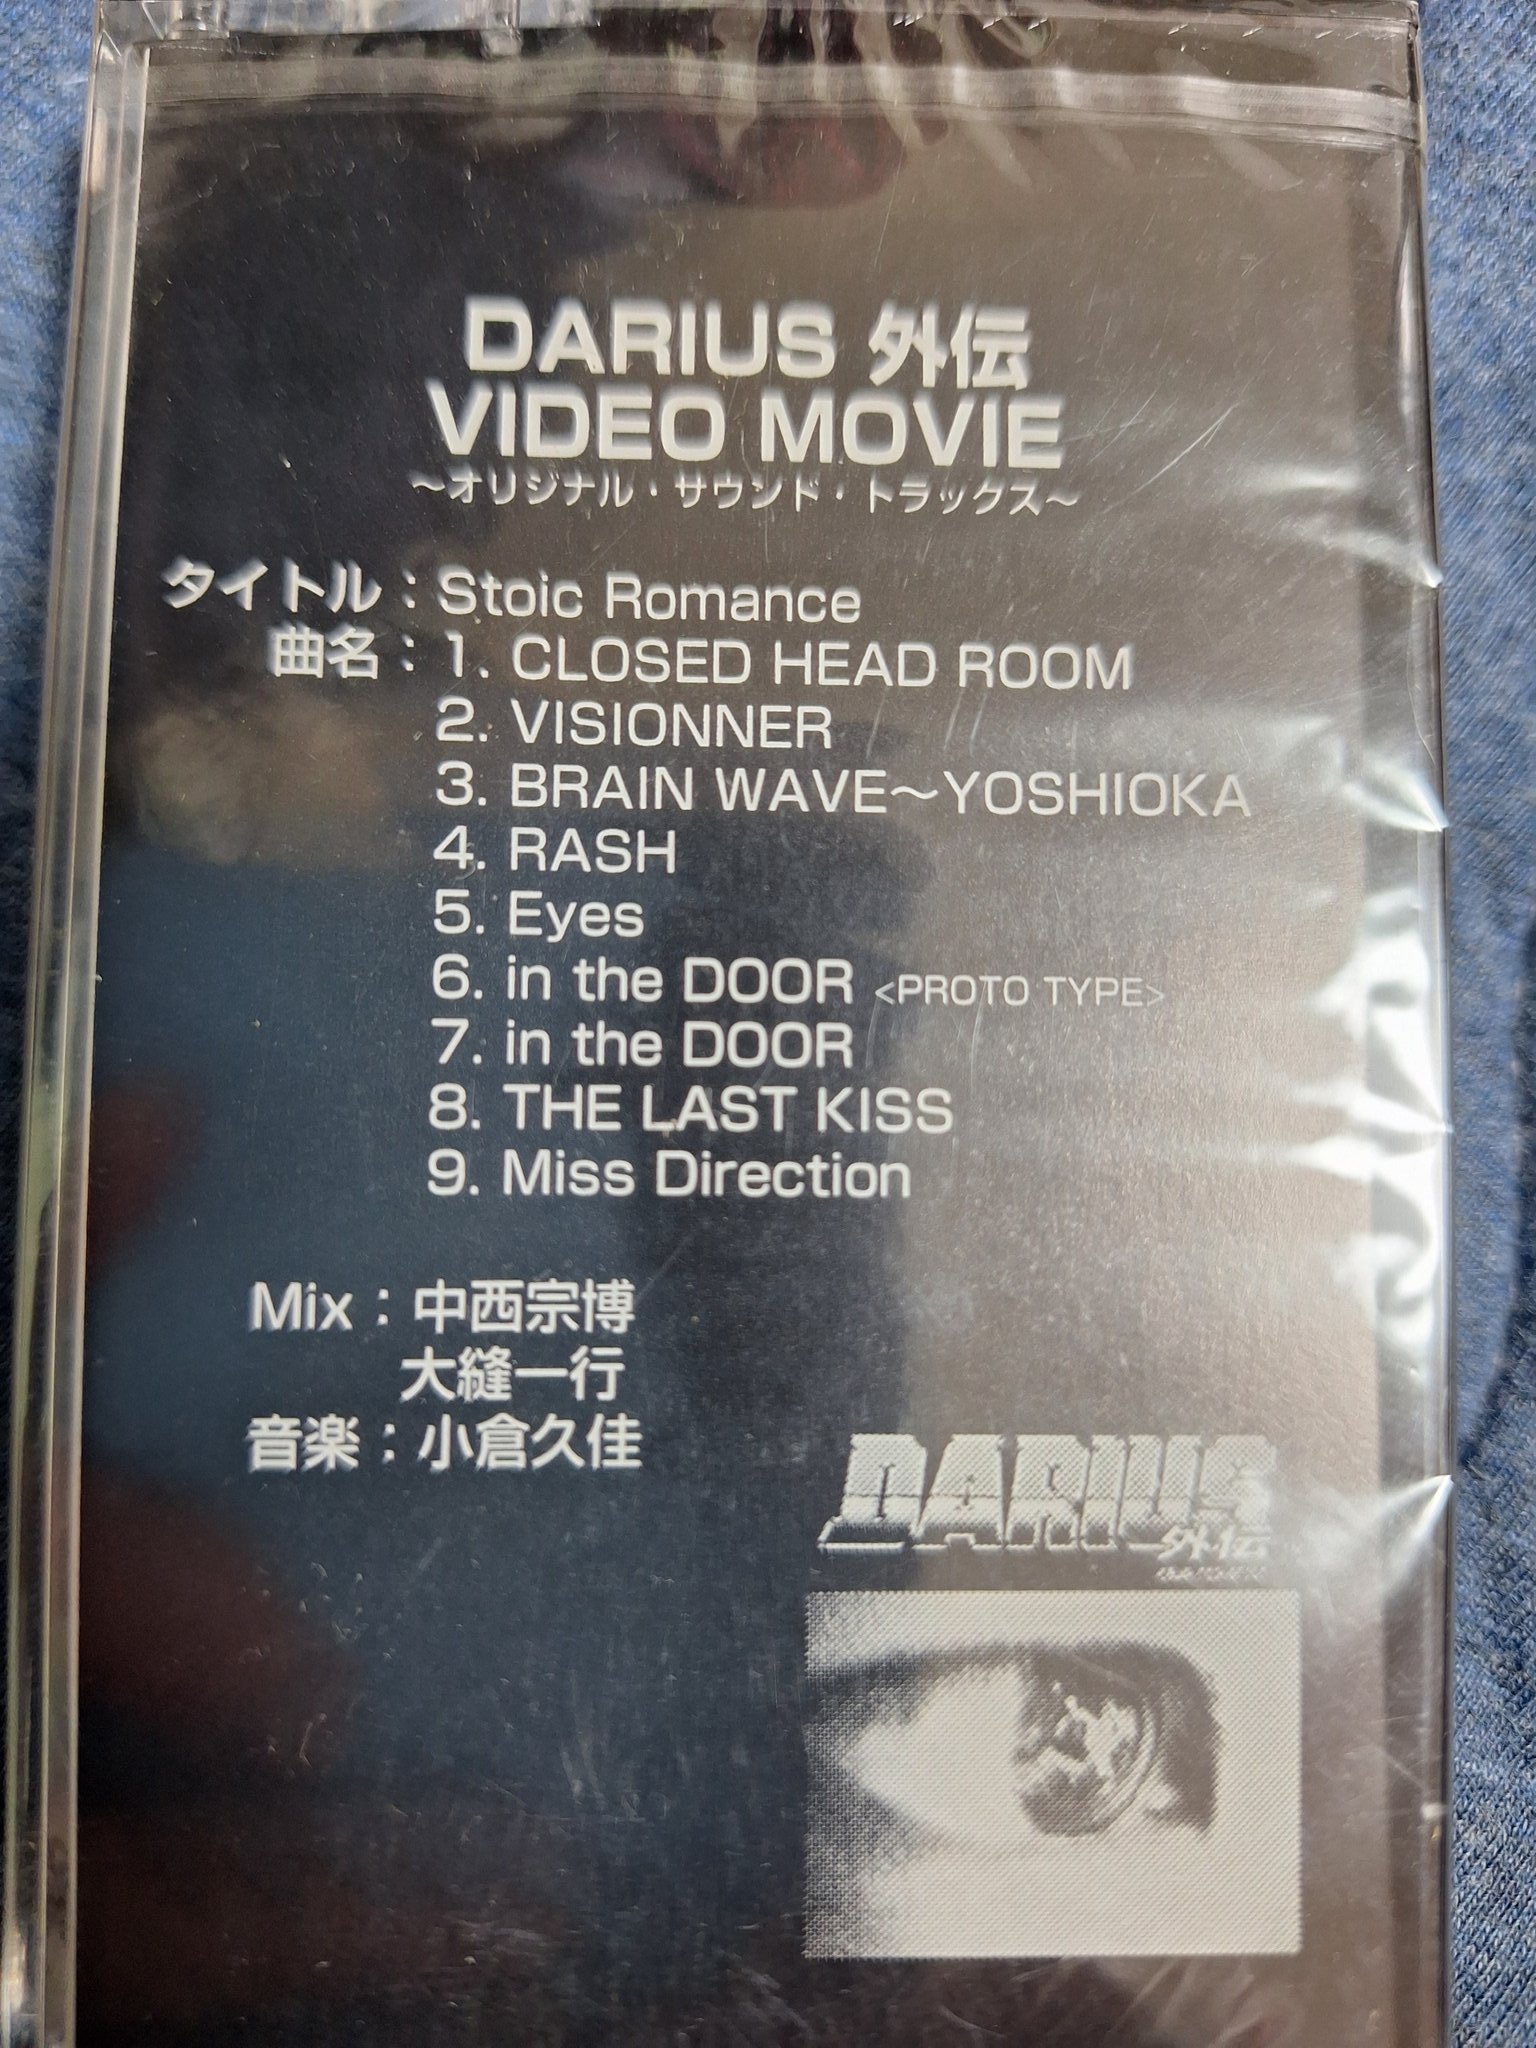 DARIUS 外伝
VIDEO MOVIE
～オリジナル・サウンド・トラックス～
タイトル：Stoic Romance
曲名：1. CLOSED HEAD ROOM
2. VISIONNER
3. BRAIN WAVE～YOSHIOKA
4. RASH
5. Eyes
6. in the DOOR <PROTO TYPE>
7. in the DOOR
8. THE LAST KISS
9. Miss Direction
Mix：中西宗博
大縫一行
音楽：小倉久佳
DARIUS
外伝